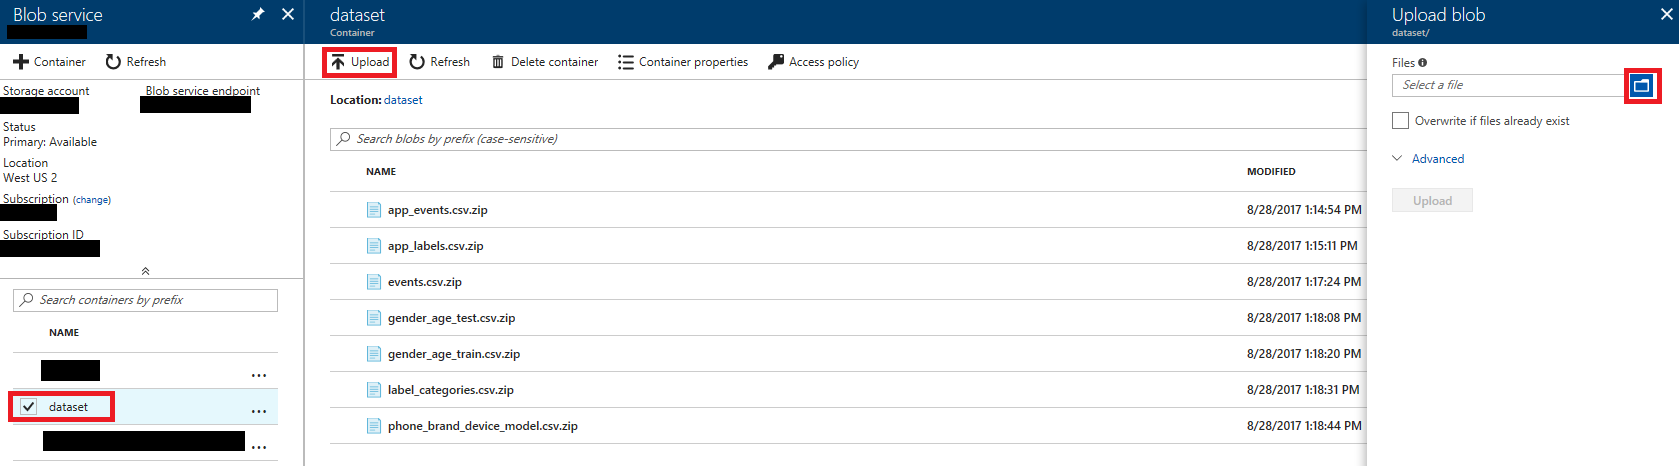 Blob service
Container
Refresh
Storage account
Blob service endpoint
Status
Primary: Available
Location
West US 2
Subscription (change)
Subscription ID
Search containers by prefix
NAME
...
dataset
...
...
dataset
Container
Upload
Refresh
Delete container
Container properties
Access policy
Location: dataset
Search blobs by prefix (case-sensitive)
NAME MODIFIED
app_events.csv.zip 8/28/2017 1:14:54 PM
app_labels.csv.zip 8/28/2017 1:15:11 PM
events.csv.zip 8/28/2017 1:17:24 PM
gender_age_test.csv.zip 8/28/2017 1:18:08 PM
gender_age_train.csv.zip 8/28/2017 1:18:20 PM
label_categories.csv.zip 8/28/2017 1:18:31 PM
phone_brand_device_model.csv.zip 8/28/2017 1:18:44 PM
Upload blob
dataset/
Files
Select a file
Overwrite if files already exist
Advanced
Upload